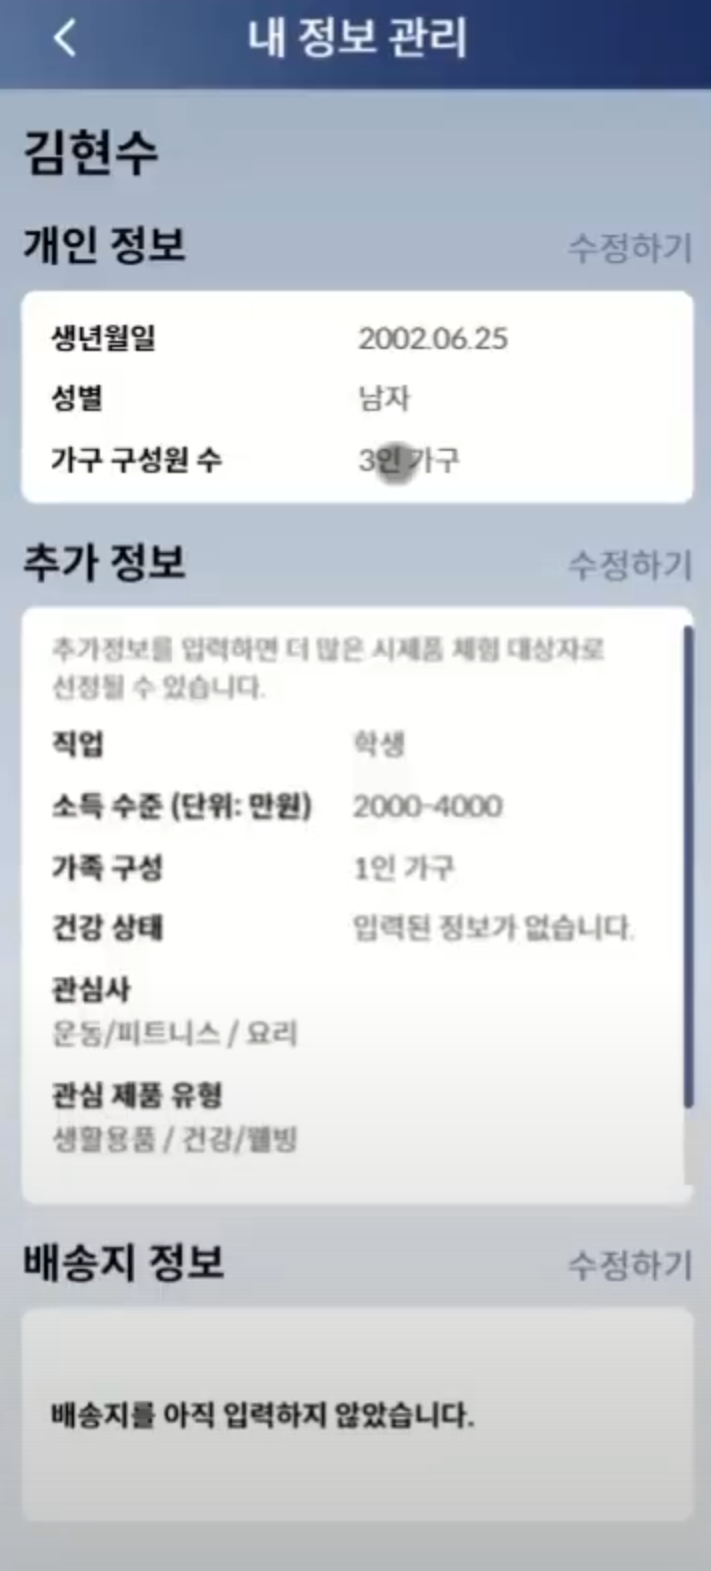 내 정보 관리
김현수
개인 정보 수정하기
생년월일 2002.06.25
성별 남자
가구 구성원 수 3인 가구
추가 정보 수정하기
추가정보를 입력하면 더 많은 시제품 체험 대상자로
선정될 수 있습니다.
직업 학생
소득 수준 (단위: 만원) 2000-4000
가족 구성 1인 가구
건강 상태 입력된 정보가 없습니다.
관심사
운동/피트니스 / 요리
관심 제품 유형
생활용품 / 건강/웰빙
배송지 정보 수정하기
배송지를 아직 입력하지 않았습니다.